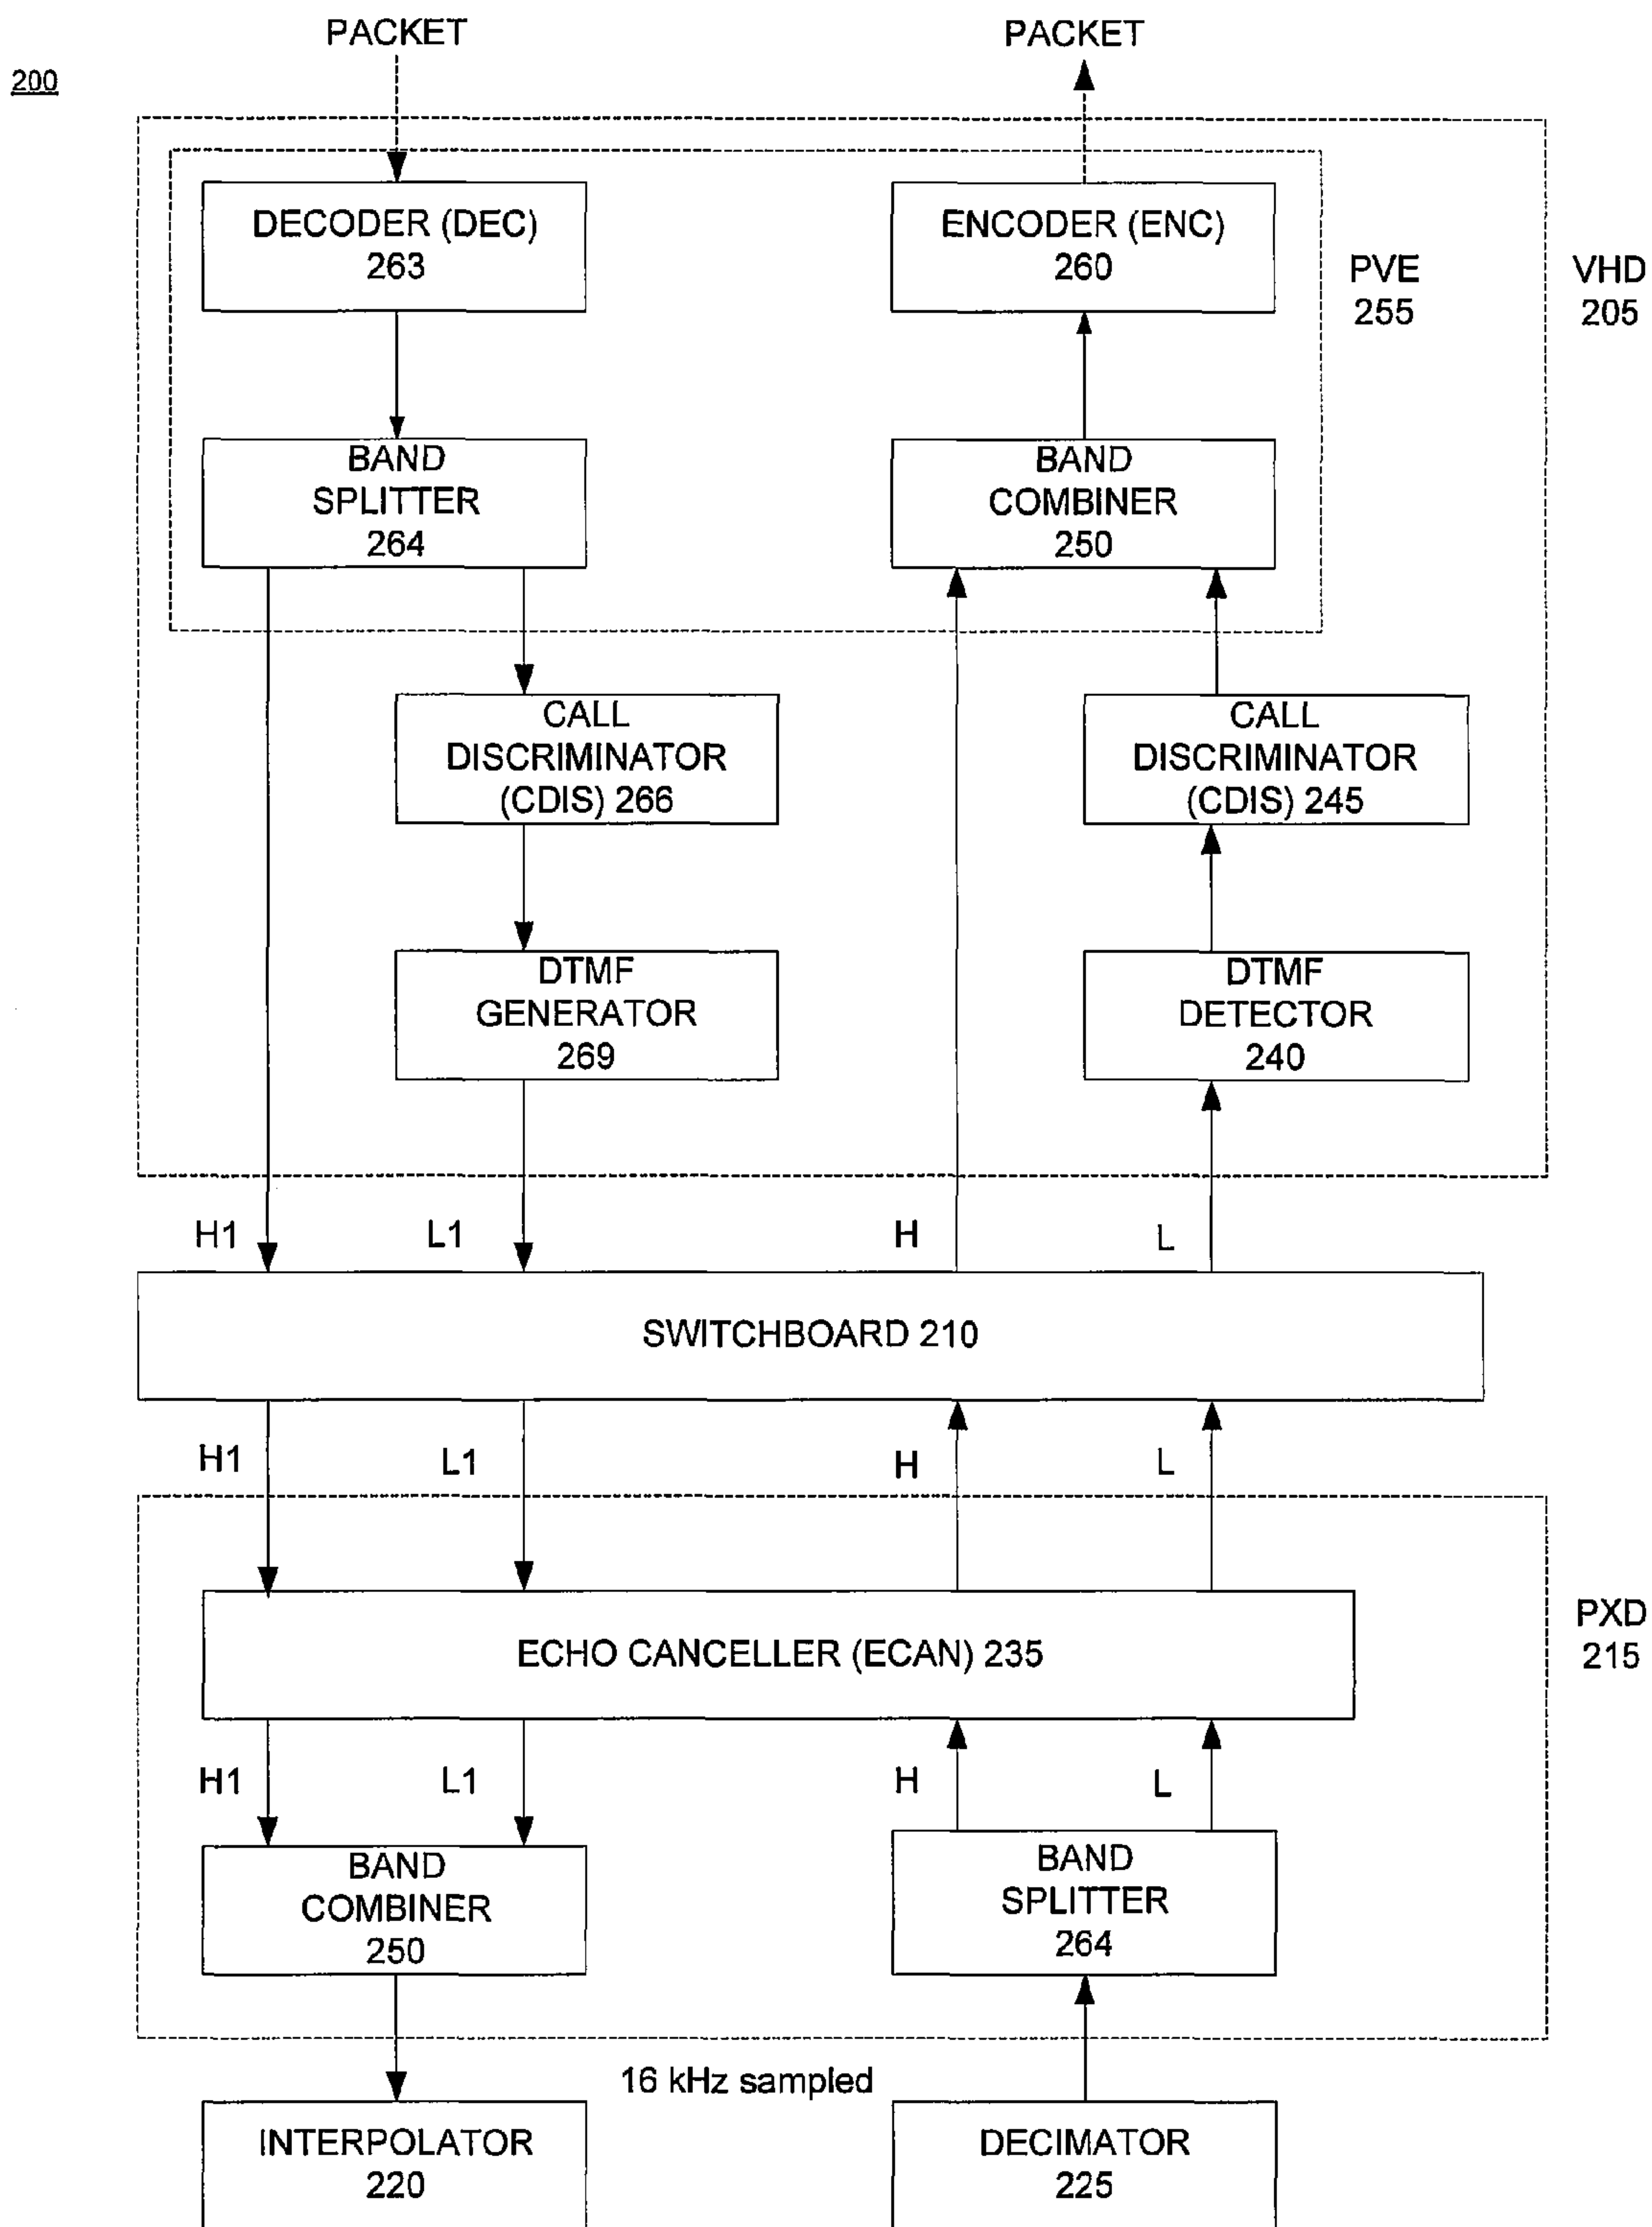 PACKET
PACKET
200
DECODER (DEC)
263
ENCODER (ENC)
260
PVE
255
VHD
205
BAND
SPLITTER
264
BAND
COMBINER
250
CALL
DISCRIMINATOR
(CDIS) 266
CALL
DISCRIMINATOR
(CDIS) 245
DTMF
GENERATOR
269
DTMF
DETECTOR
240
H1
L1
H
L
SWITCHBOARD 210
H1
L1
H
L
ECHO CANCELLER (ECAN) 235
PXD
215
H1
L1
H
L
BAND
COMBINER
250
BAND
SPLITTER
264
16 kHz sampled
INTERPOLATOR
220
DECIMATOR
225